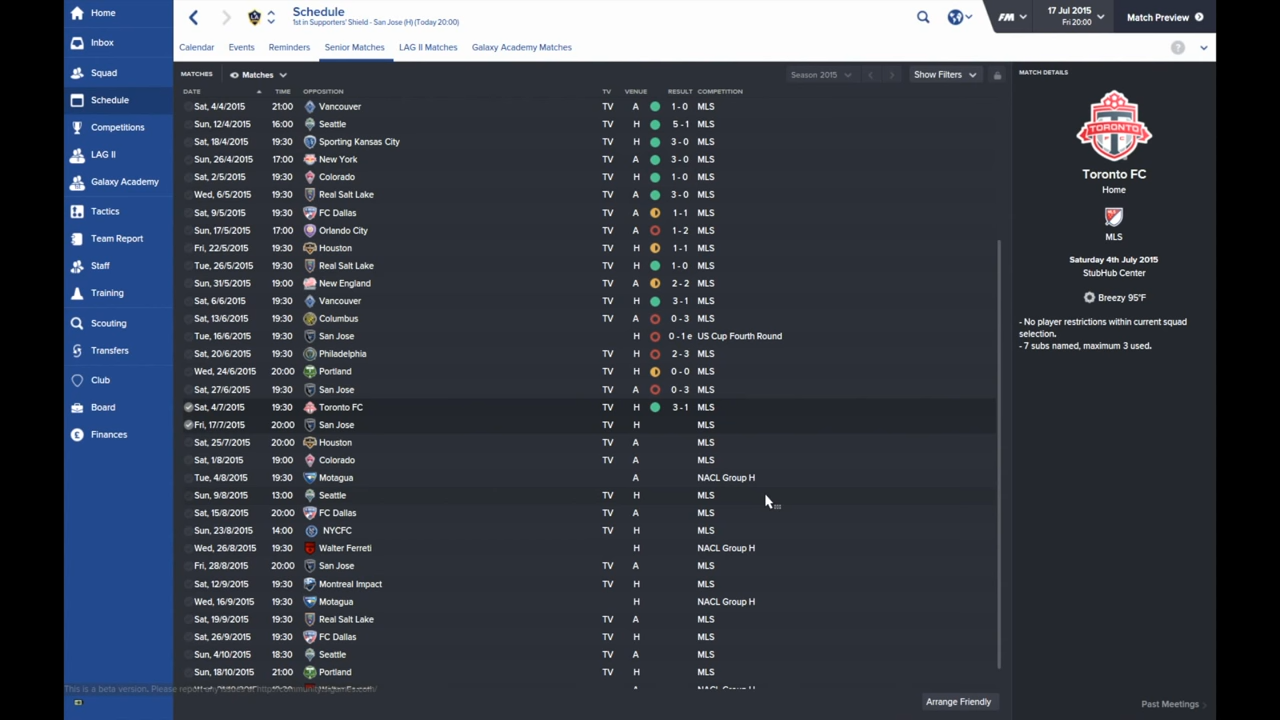 Home
Inbox
Squad
Schedule
Competitions
LAG II
Galaxy Academy
Tactics
Team Report
Staff
Training
Scouting
Transfers
Club
Board
Finances
Schedule
1st in Supporters' Shield - San Jose (H) (Today 20:00)
FM
17 Jul 2015
Fri 20:00
Match Preview
Calendar Events Reminders Senior Matches LAG II Matches Galaxy Academy Matches
MATCHES Matches Season 2015 Show Filters
DATE TIME OPPOSITION TV VENUE RESULT COMPETITION
Sat, 4/4/2015 21:00 Vancouver TV A 1-0 MLS
Sun, 12/4/2015 16:00 Seattle TV H 5-1 MLS
Sat, 18/4/2015 19:30 Sporting Kansas City TV H 3-0 MLS
Sun, 26/4/2015 17:00 New York TV A 3-0 MLS
Sat, 2/5/2015 19:30 Colorado TV H 1-0 MLS
Wed, 6/5/2015 19:30 Real Salt Lake TV A 3-0 MLS
Sat, 9/5/2015 19:30 FC Dallas TV A 1-1 MLS
Sun, 17/5/2015 17:00 Orlando City TV A 1-2 MLS
Fri, 22/5/2015 19:30 Houston TV H 1-1 MLS
Tue, 26/5/2015 19:30 Real Salt Lake TV H 1-0 MLS
Sun, 31/5/2015 19:00 New England TV A 2-2 MLS
Sat, 6/6/2015 19:30 Vancouver TV H 3-1 MLS
Sat, 13/6/2015 19:30 Columbus TV A 0-3 MLS
Tue, 16/6/2015 19:30 San Jose H 0-1 e US Cup Fourth Round
Sat, 20/6/2015 19:30 Philadelphia TV H 2-3 MLS
Wed, 24/6/2015 20:00 Portland TV H 0-0 MLS
Sat, 27/6/2015 19:30 San Jose TV A 0-3 MLS
Sat, 4/7/2015 19:30 Toronto FC TV H 3-1 MLS
Fri, 17/7/2015 20:00 San Jose TV H MLS
Sat, 25/7/2015 20:00 Houston TV A MLS
Sat, 1/8/2015 19:00 Colorado TV A MLS
Tue, 4/8/2015 19:30 Motagua A NACL Group H
Sun, 9/8/2015 13:00 Seattle TV H MLS
Sat, 15/8/2015 20:00 FC Dallas TV A MLS
Sun, 23/8/2015 14:00 NYCFC TV H MLS
Wed, 26/8/2015 19:30 Walter Ferreti H NACL Group H
Fri, 28/8/2015 20:00 San Jose TV A MLS
Sat, 12/9/2015 19:30 Montreal Impact TV H MLS
Wed, 16/9/2015 19:30 Motagua H NACL Group H
Sat, 19/9/2015 19:30 Real Salt Lake TV A MLS
Sat, 26/9/2015 19:30 FC Dallas TV H MLS
Sun, 4/10/2015 18:30 Seattle TV A MLS
Sun, 18/10/2015 21:00 Portland TV H MLS
This is a beta version. Please report any
Arrange Friendly
MATCH DETAILS
TORONTO
Toronto FC
Home
MLS
MLS
Saturday 4th July 2015
StubHub Center
Breezy 95°F
- No player restrictions within current squad
selection.
- 7 subs named, maximum 3 used.
Past Meetings